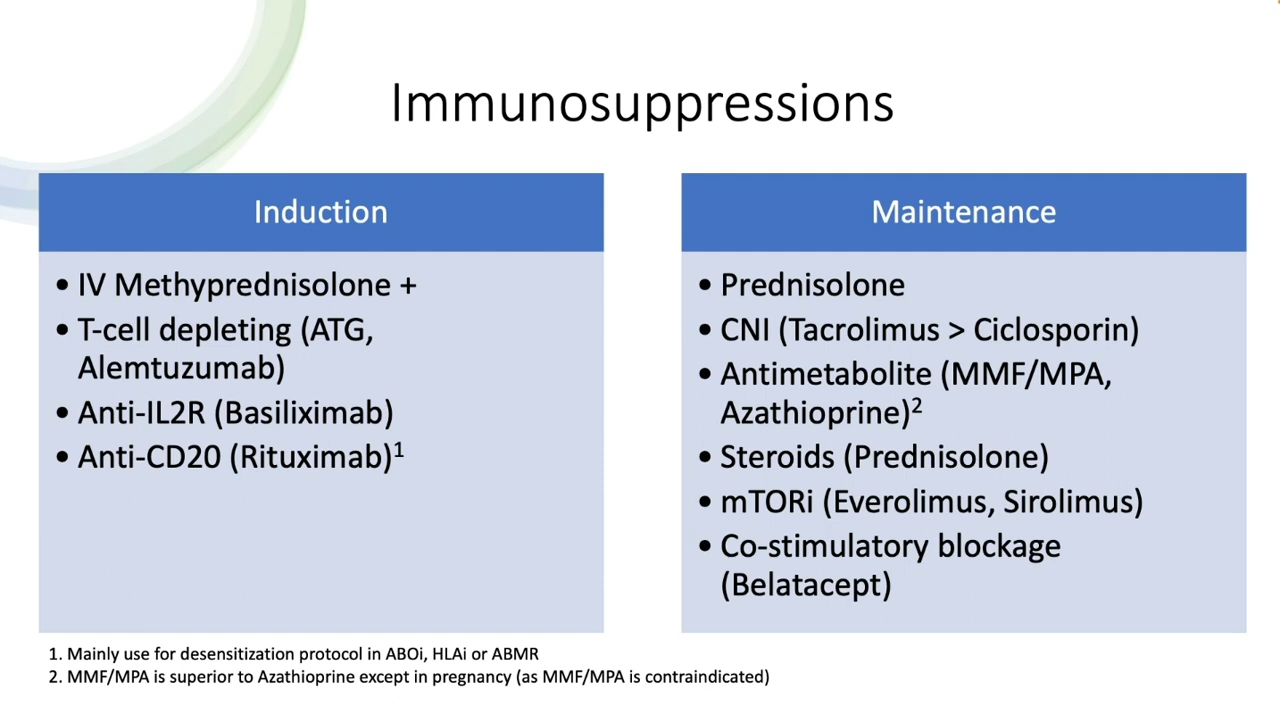 Immunosuppressions
Induction
• IV Methyprednisolone +
• T-cell depleting (ATG,
Alemtuzumab)
• Anti-IL2R (Basiliximab)
• Anti-CD20 (Rituximab)¹
Maintenance
• Prednisolone
• CNI (Tacrolimus > Ciclosporin)
• Antimetabolite (MMF/MPA,
Azathioprine)²
• Steroids (Prednisolone)
• mTORi (Everolimus, Sirolimus)
• Co-stimulatory blockage
(Belatacept)
1. Mainly use for desensitization protocol in ABOi, HLAi or ABMR
2. MMF/MPA is superior to Azathioprine except in pregnancy (as MMF/MPA is contraindicated)